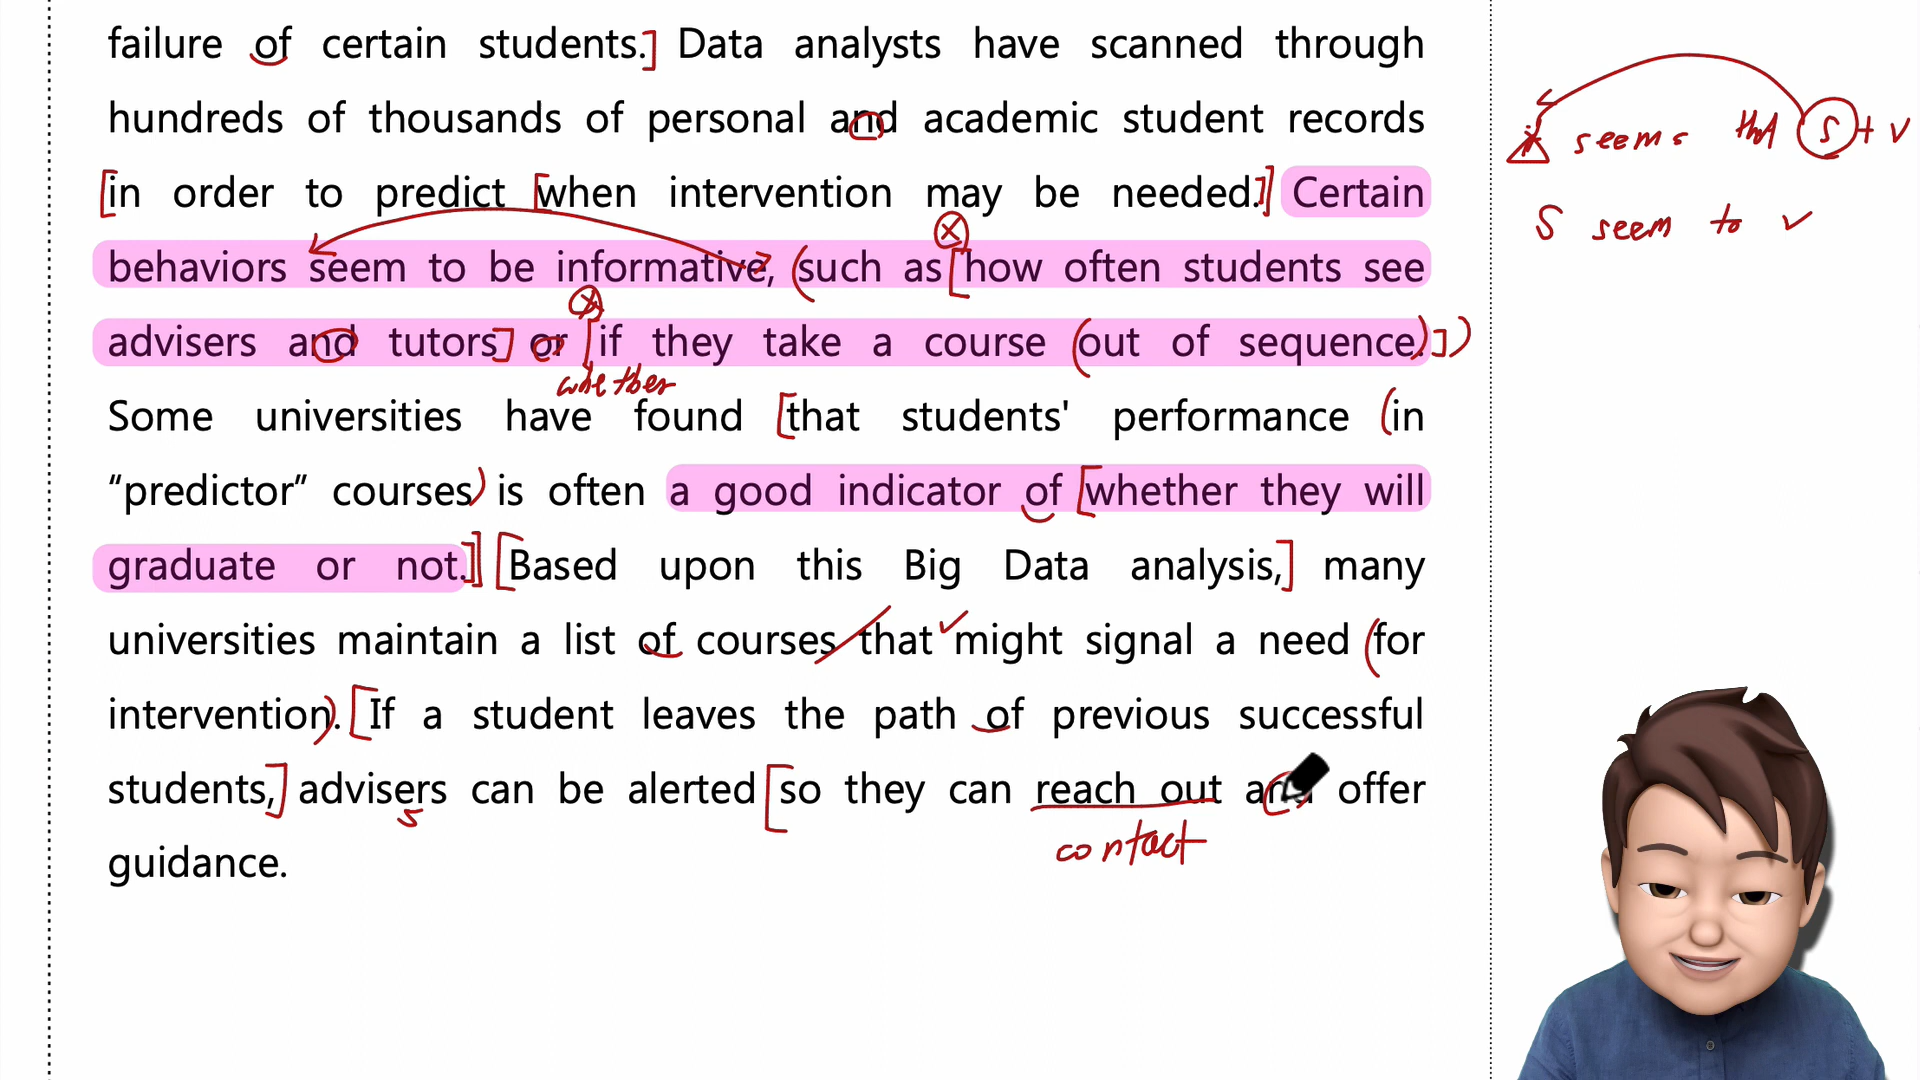 failure of certain students. Data analysts have scanned through
hundreds of thousands of personal and academic student records
in order to predict when intervention may be needed. Certain
behaviors seem to be informative, such as how often students see
advisers and tutors or if they take a course out of sequence.
whether
Some universities have found that students' performance in
“predictor” courses is often a good indicator of whether they will
graduate or not. Based upon this Big Data analysis, many
universities maintain a list of courses that might signal a need for
intervention. If a student leaves the path of previous successful
students, advisers can be alerted so they can reach out and offer
s
contact
guidance.
seems that S + v
S seem to v